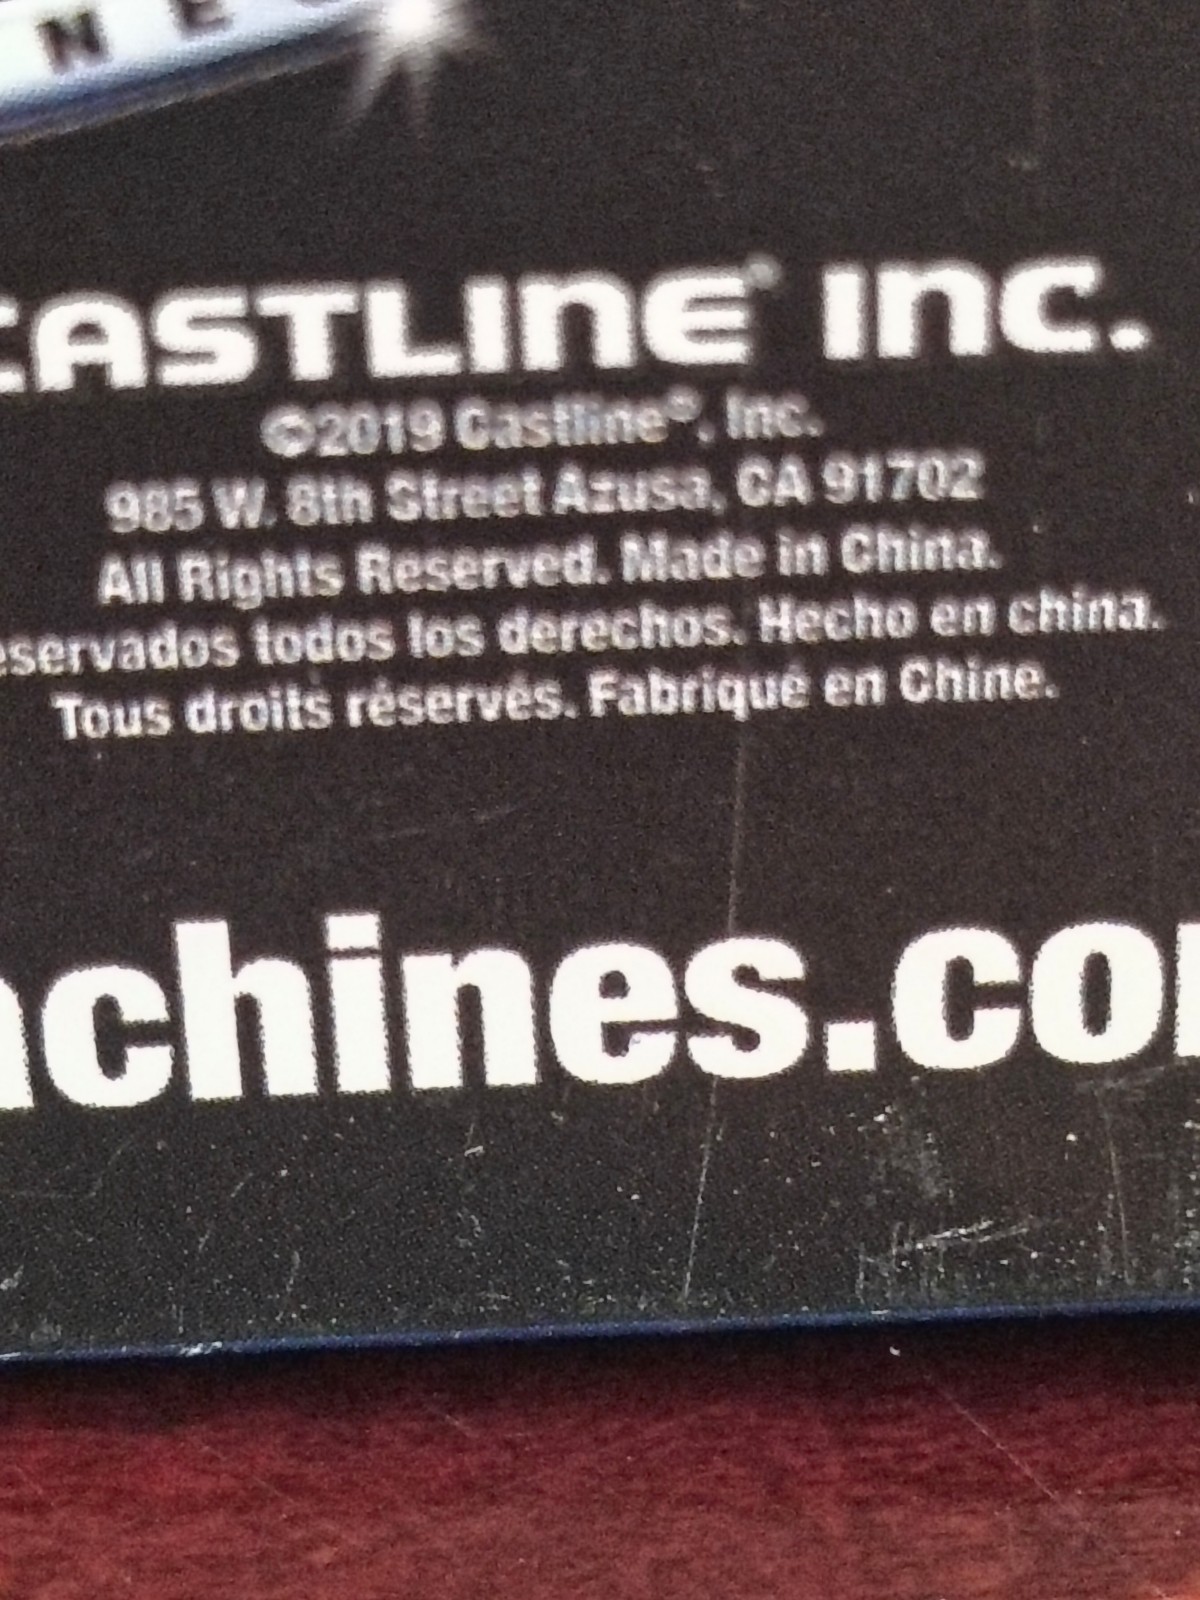 NE
CASTLINE® INC.
©2019 Castline®, Inc.
985 W. 8th Street Azusa, CA 91702
All Rights Reserved. Made in China.
eservados todos los derechos. Hecho en china.
Tous droits réservés. Fabriqué en Chine.
achines.co